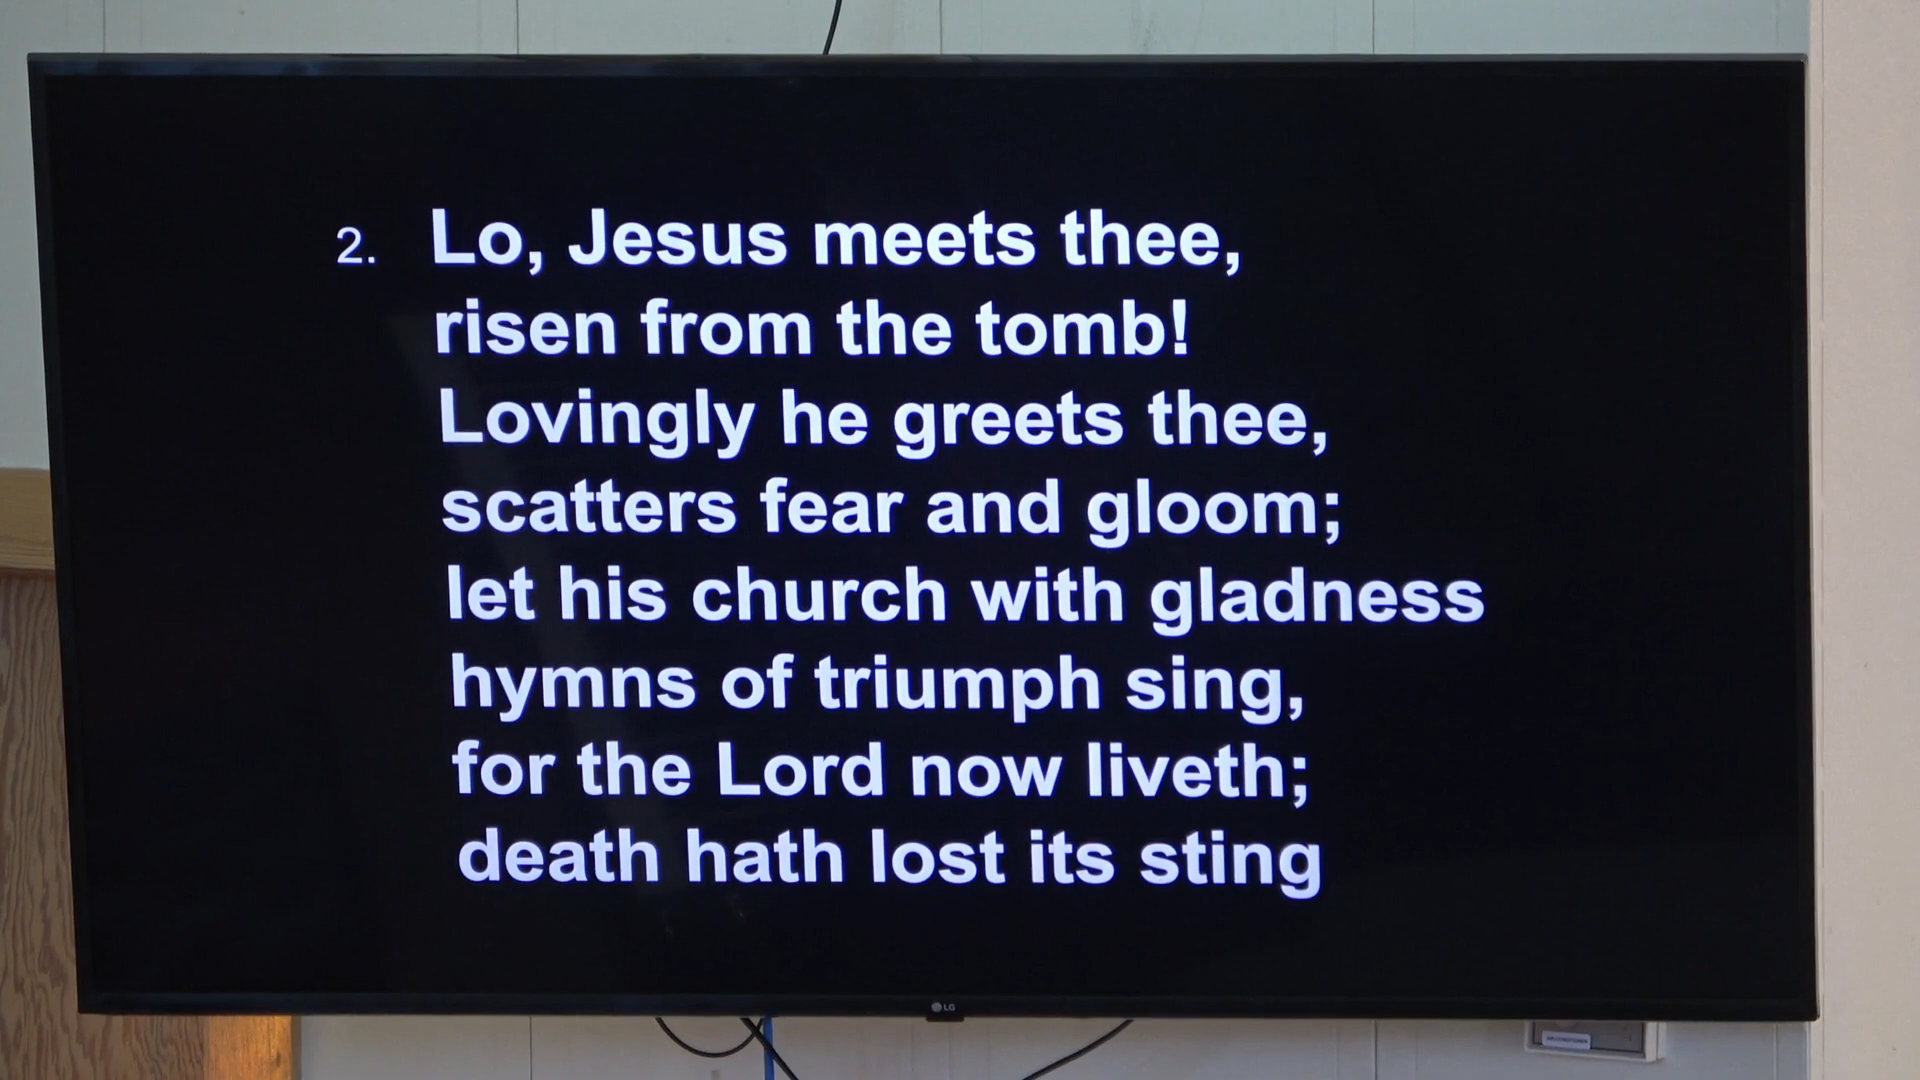 2. Lo, Jesus meets thee,
risen from the tomb!
Lovingly he greets thee,
scatters fear and gloom;
let his church with gladness
hymns of triumph sing,
for the Lord now liveth;
death hath lost its sting
LG